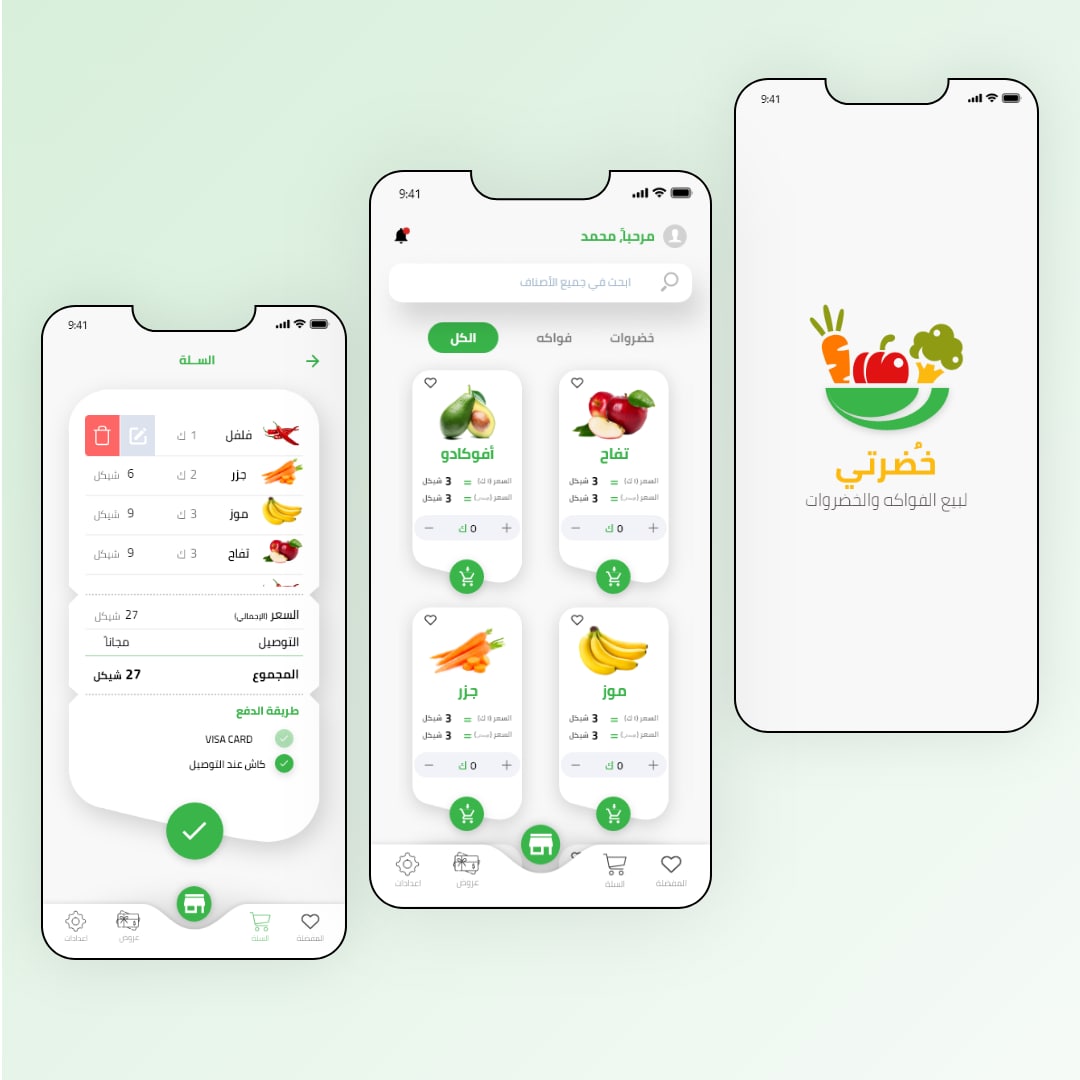 9:41
خُضرتي
لبيع الفواكه والخضروات
9:41
مرحباً، محمد
ابحث في جميع الأصناف
خضروات فواكه الكل
تفاح
السعر (1 ك) = 3 شيكل
السعر = 3 شيكل
+ 0 ك −
أفوكادو
السعر (1 ك) = 3 شيكل
السعر = 3 شيكل
+ 0 ك −
موز
السعر (1 ك) = 3 شيكل
السعر = 3 شيكل
+ 0 ك −
جزر
السعر (1 ك) = 3 شيكل
السعر = 3 شيكل
+ 0 ك −
المفضلة السلة عروض اعدادات
9:41
السـلة
فلفل 1 ك
جزر 2 ك 6 شيكل
موز 3 ك 9 شيكل
تفاح 3 ك 9 شيكل
السعر (الإجمالي) 27 شيكل
التوصيل مجاناً
المجموع 27 شيكل
طريقة الدفع
VISA CARD
كاش عند التوصيل
المفضلة السلة عروض اعدادات